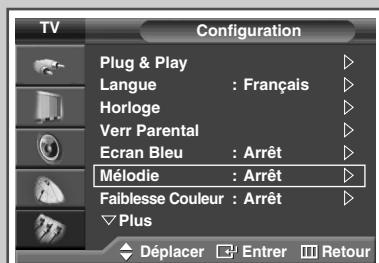 TV Configuration
Plug & Play
Langue : Français
Horloge
Verr Parental
Ecran Bleu : Arrêt
Mélodie : Arrêt
Faiblesse Couleur : Arrêt
Plus
Déplacer Entrer Retour